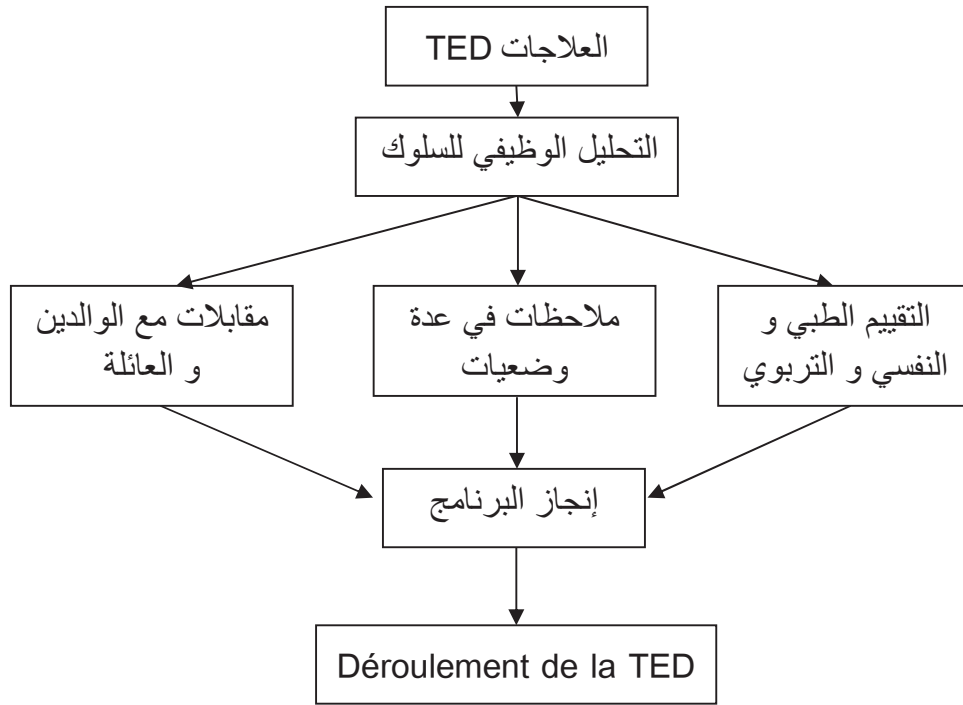 العلاجات TED
التحليل الوظيفي للسلوك
التقييم الطبي و
النفسي و التربوي
ملاحظات في عدة
وضعيات
مقابلات مع الوالدين
و العائلة
إنجاز البرنامج
Déroulement de la TED